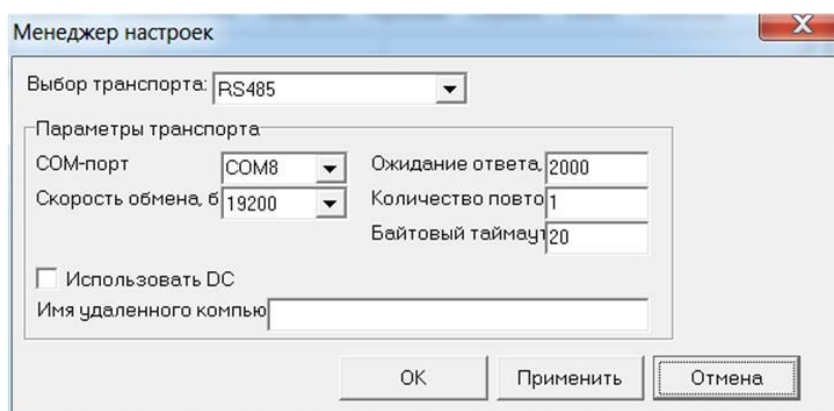 Менеджер настроек
X
Выбор транспорта: RS485
Параметры транспорта
COM-порт COM8 Ожидание ответа, 2000
Скорость обмена, б 19200 Количество повто 1
Байтовый таймаут 20
Использовать DC
Имя удаленного компью
OK Применить Отмена